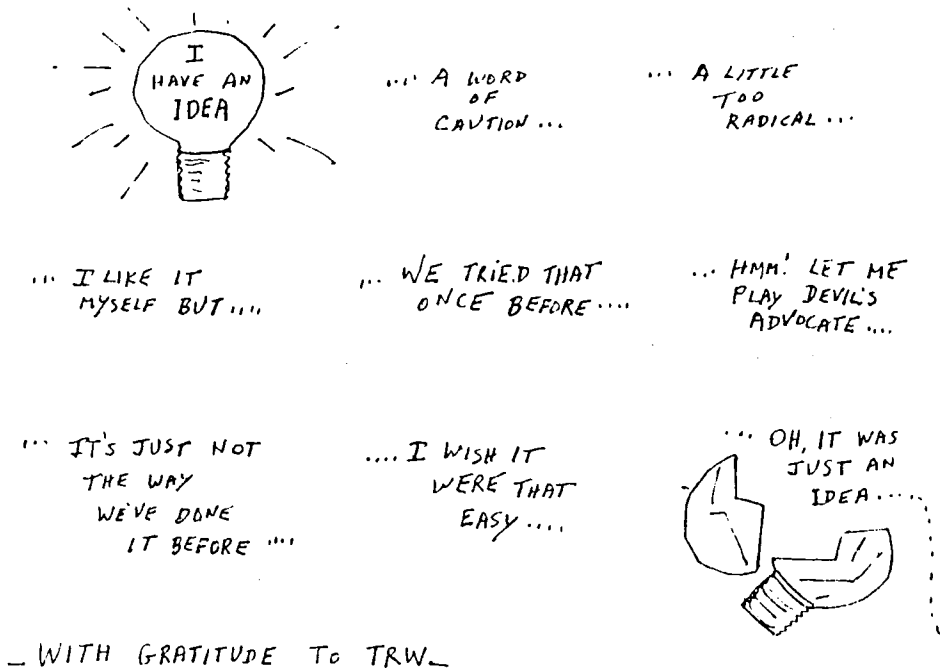 I
HAVE AN
IDEA
... A WORD
OF
CAUTION ...
... A LITTLE
TOO
RADICAL ...
... I LIKE IT
MYSELF BUT ....
... WE TRIED THAT
ONCE BEFORE ....
... HMM! LET ME
PLAY DEVIL'S
ADVOCATE ....
... IT'S JUST NOT
THE WAY
WE'VE DONE
IT BEFORE ....
.... I WISH IT
WERE THAT
EASY ....
... OH, IT WAS
JUST AN
IDEA .....
_ WITH GRATITUDE TO TRW_